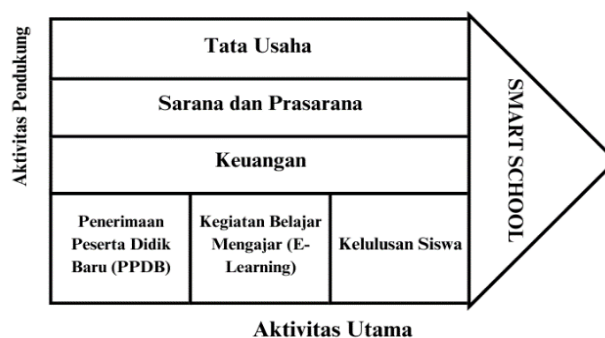 Aktivitas Pendukung
Tata Usaha
Sarana dan Prasarana
Keuangan
Penerimaan
Peserta Didik
Baru (PPDB)
Kegiatan Belajar
Mengajar (E-
Learning)
Kelulusan Siswa
SMART SCHOOL
Aktivitas Utama